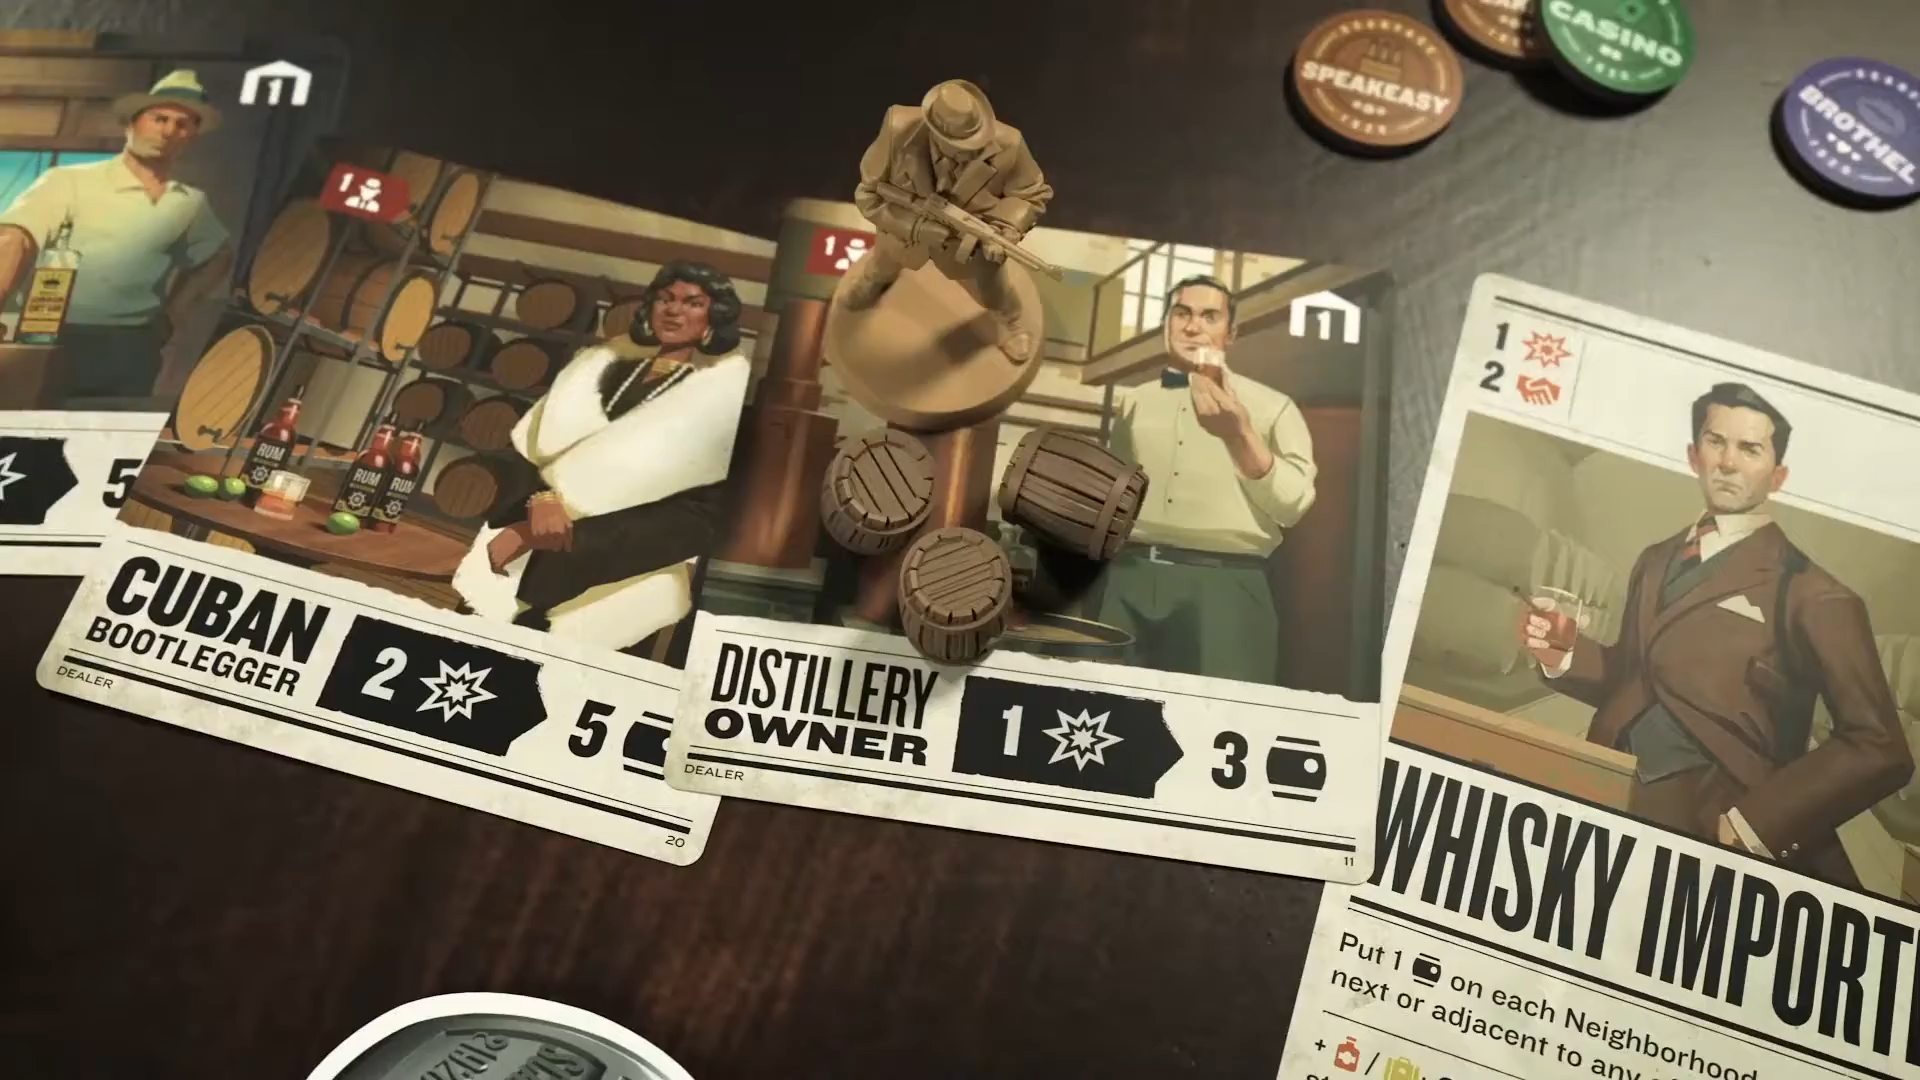 SPEAKEASY
CASINO
BROTHEL
1
1
1
1
5
RUM
RUM
RUM
CUBAN
BOOTLEGGER
2
5
DEALER
20
DISTILLERY
OWNER
1
3
DEALER
11
1
2
WHISKY IMPORT
Put 1 on each Neighborhood
next or adjacent to any
+ /